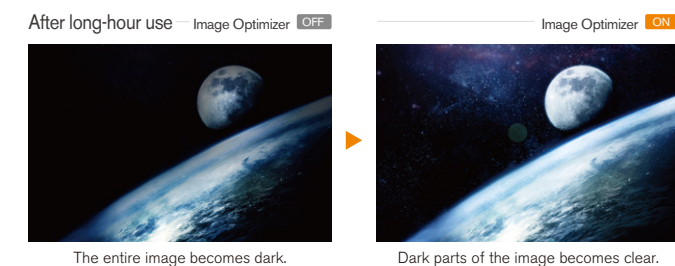 After long-hour use
Image Optimizer OFF
Image Optimizer ON
The entire image becomes dark.
Dark parts of the image becomes clear.